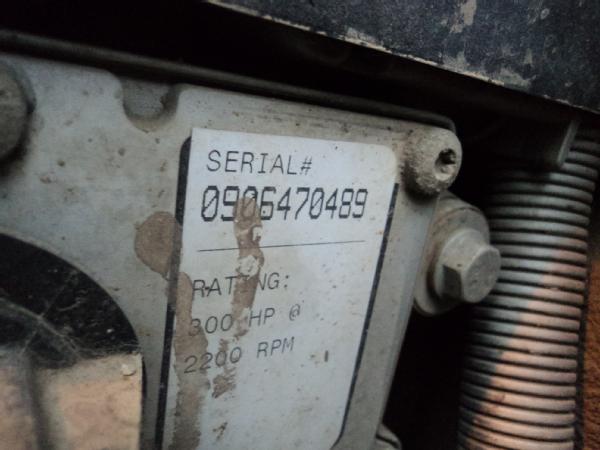 SERIAL#
0906470489
RATING:
300 HP @
2200 RPM